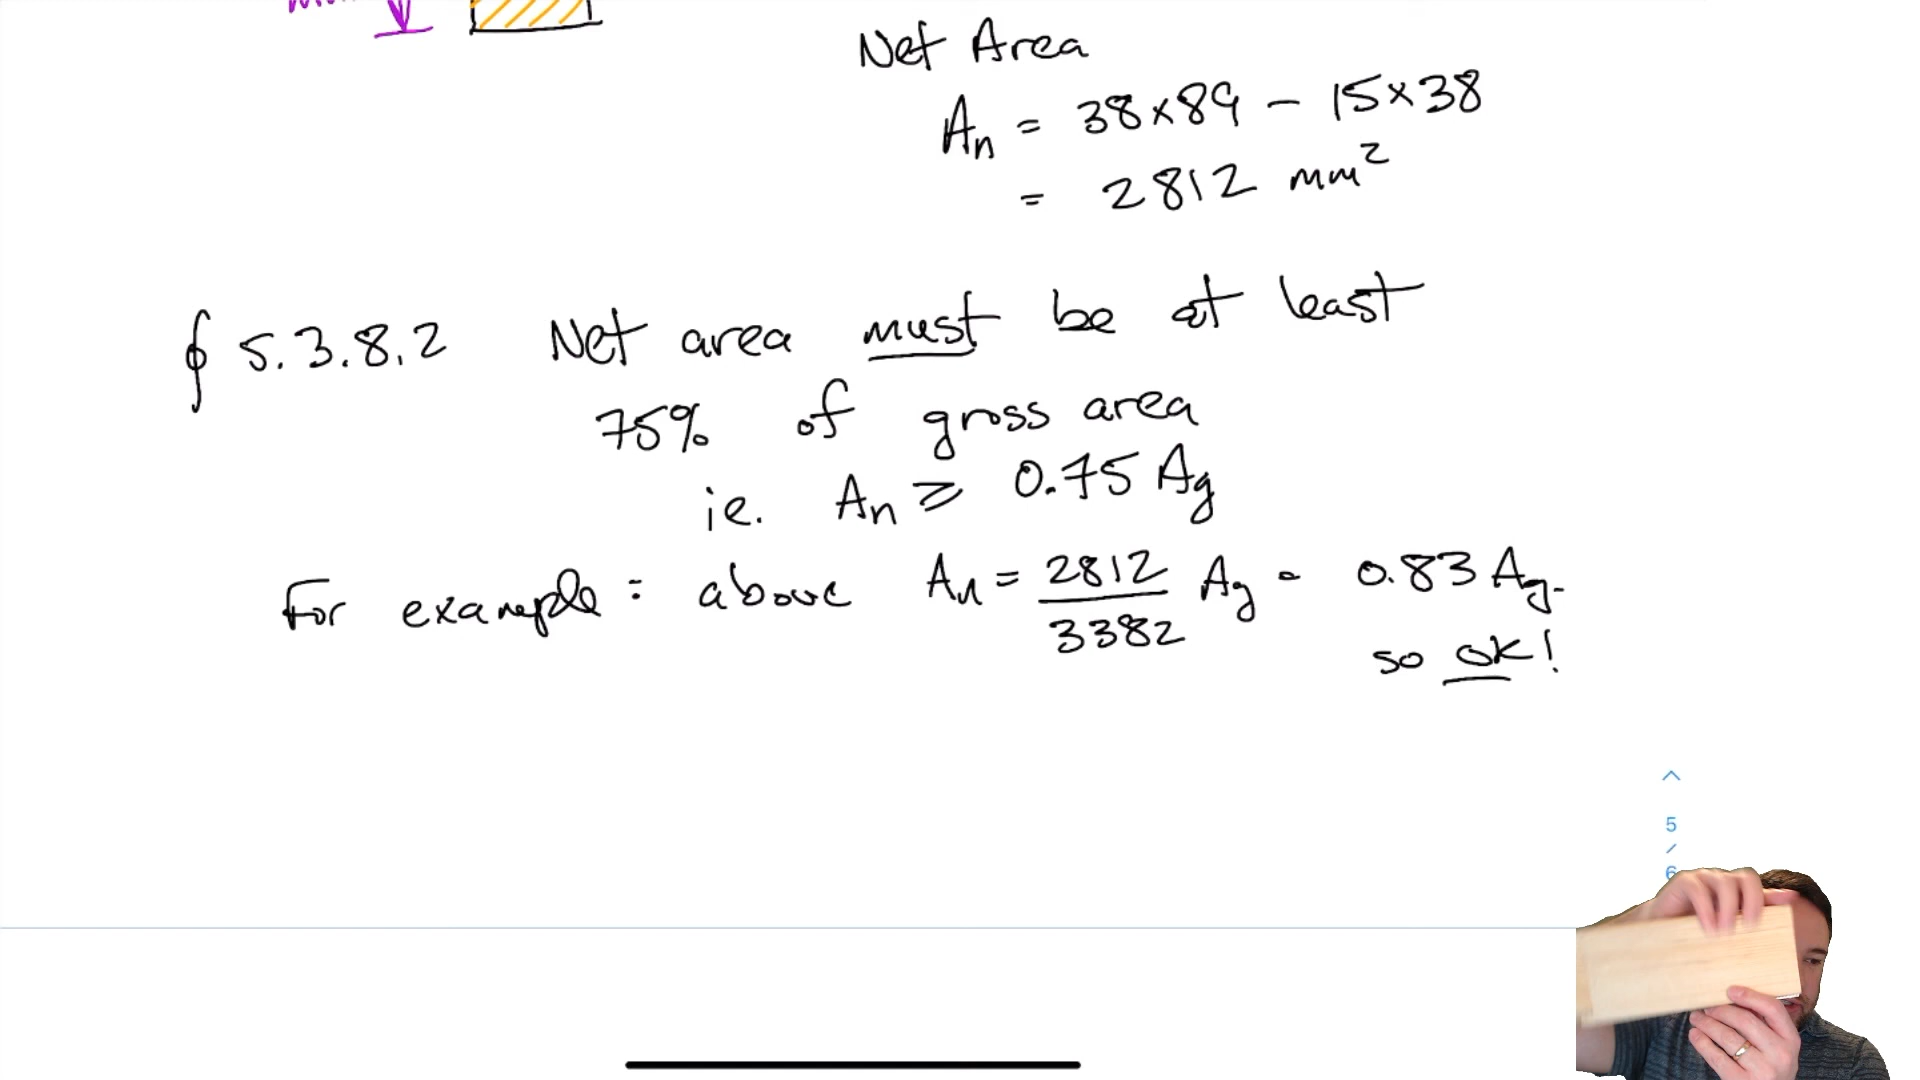 Net Area
An = 38×89 - 15×38
= 2812 mm²
§ 5.3.8.2 Net area must be at least
75% of gross area
ie. An ≥ 0.75 Ag
For example: above An = 2812/3382 Ag = 0.83 Ag.
so OK!
5
/
6